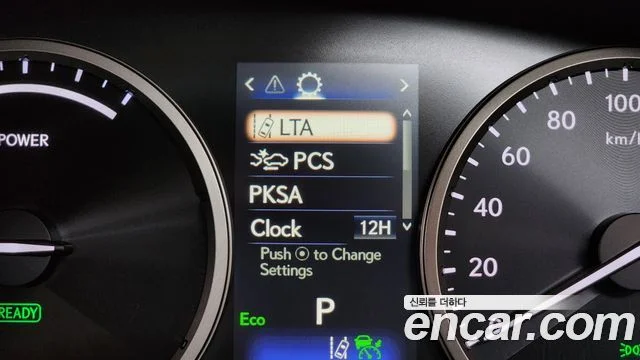 POWER
READY
LTA
PCS
PKSA
Clock 12H
Push ⦿ to Change
Settings
Eco
P
100
80
60
40
20
km/h
신뢰를 더하다
encar.com